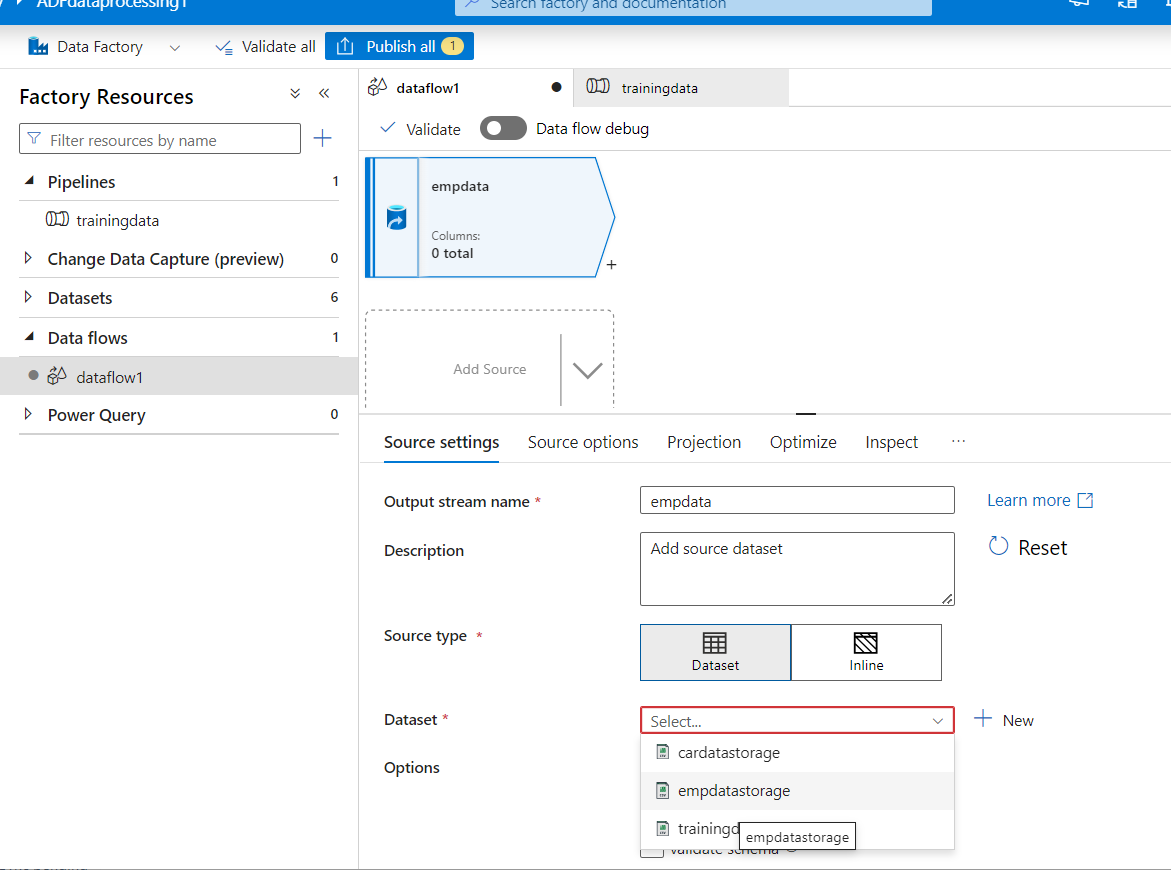 ADFdataprocessing1
Search factory and documentation
Data Factory
Validate all
Publish all 1
Factory Resources
Filter resources by name
Pipelines 1
trainingdata
Change Data Capture (preview) 0
Datasets 6
Data flows 1
dataflow1
Power Query 0
dataflow1
trainingdata
Validate
Data flow debug
empdata
Columns:
0 total
+
Add Source
Source settings
Source options
Projection
Optimize
Inspect
...
Output stream name *
empdata
Learn more
Description
Add source dataset
Reset
Source type *
Dataset
Inline
Dataset *
Select...
New
cardatastorage
Options
empdatastorage
trainingd
empdatastorage
validate schema